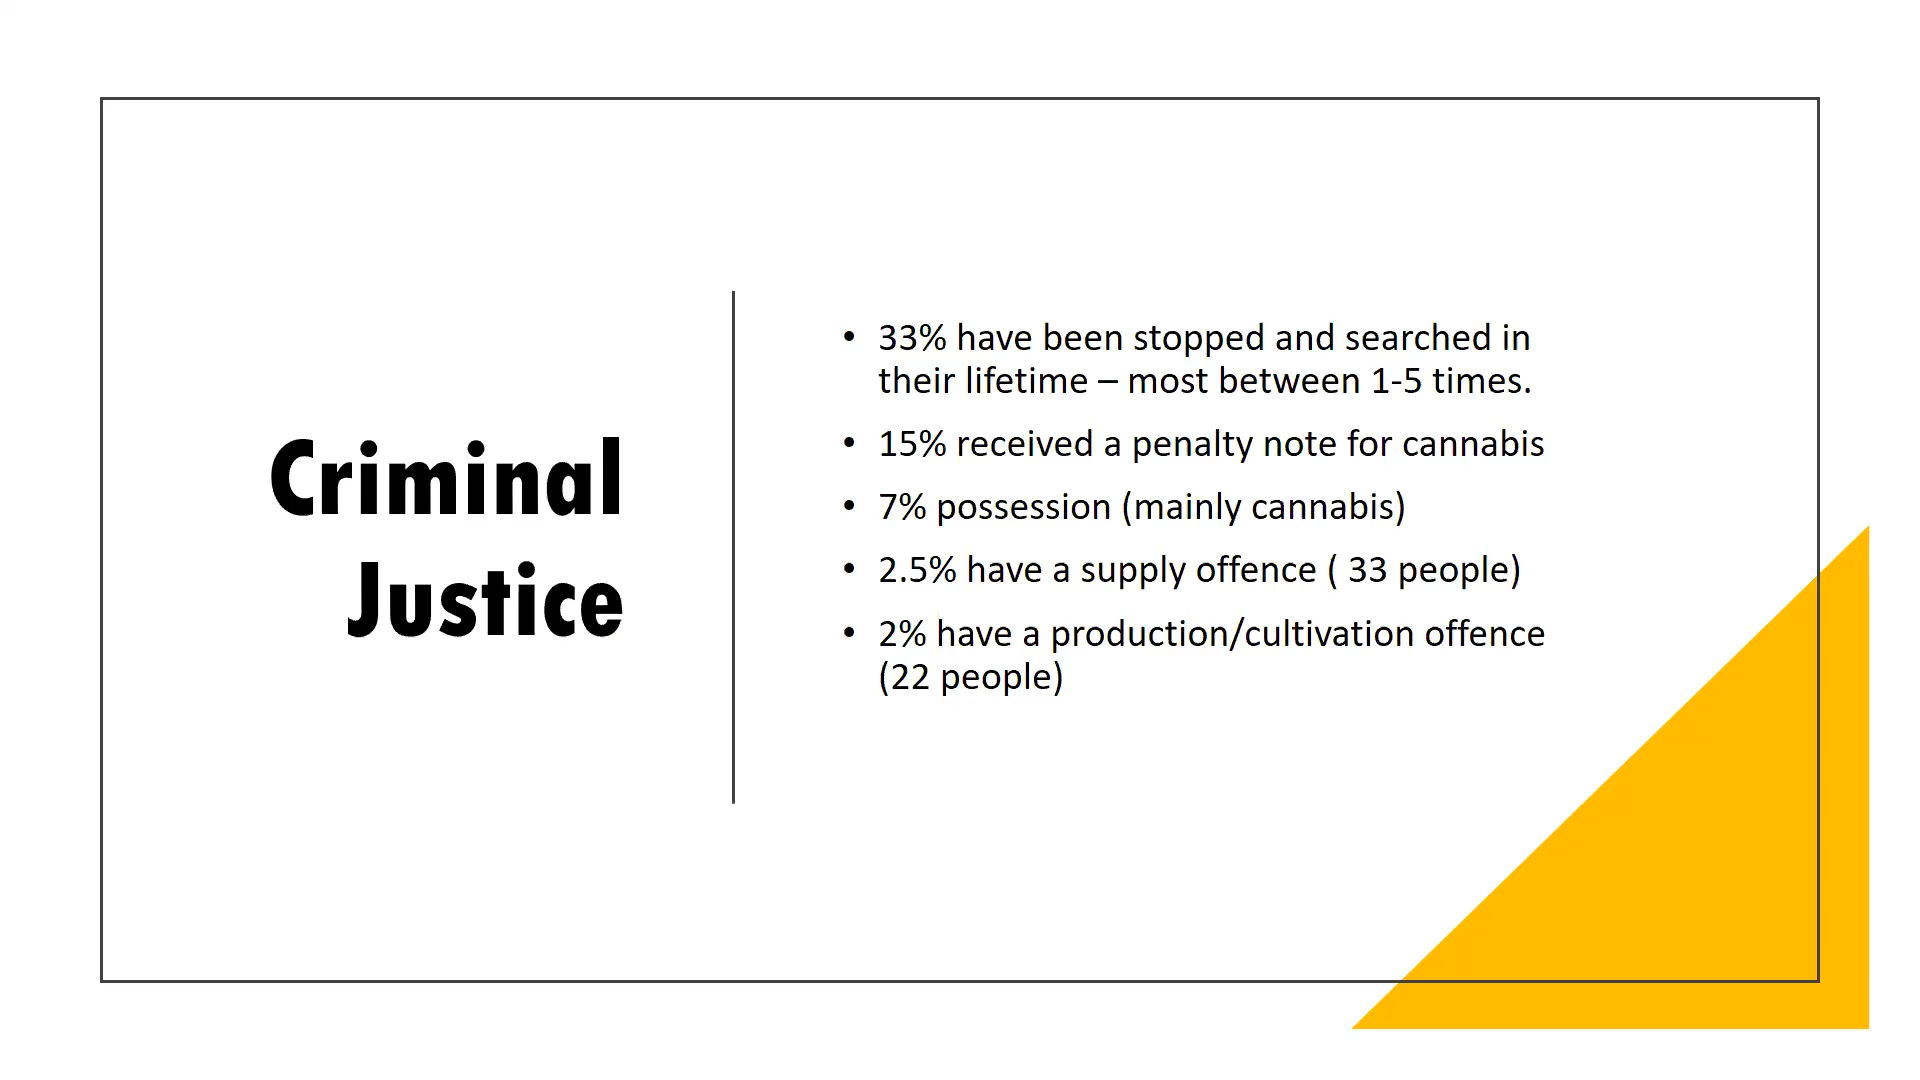 Criminal
Justice
• 33% have been stopped and searched in
their lifetime – most between 1-5 times.
• 15% received a penalty note for cannabis
• 7% possession (mainly cannabis)
• 2.5% have a supply offence ( 33 people)
• 2% have a production/cultivation offence
(22 people)